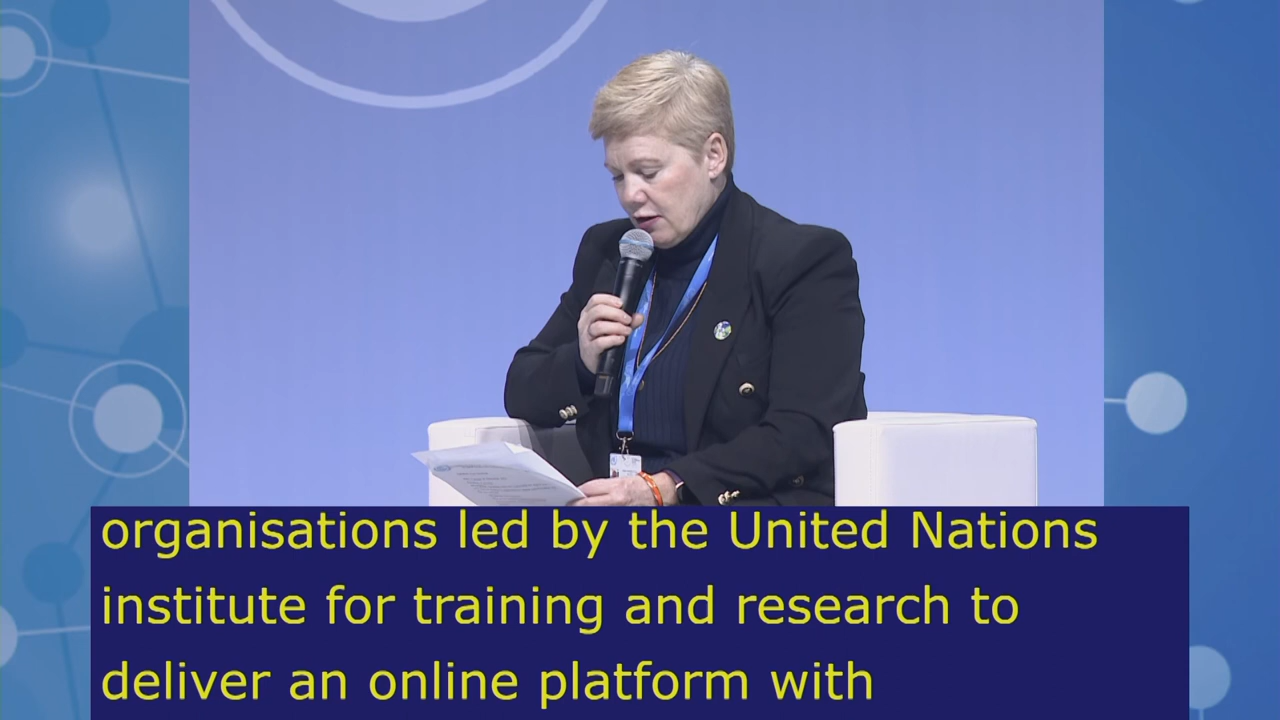 organisations led by the United Nations
institute for training and research to
deliver an online platform with